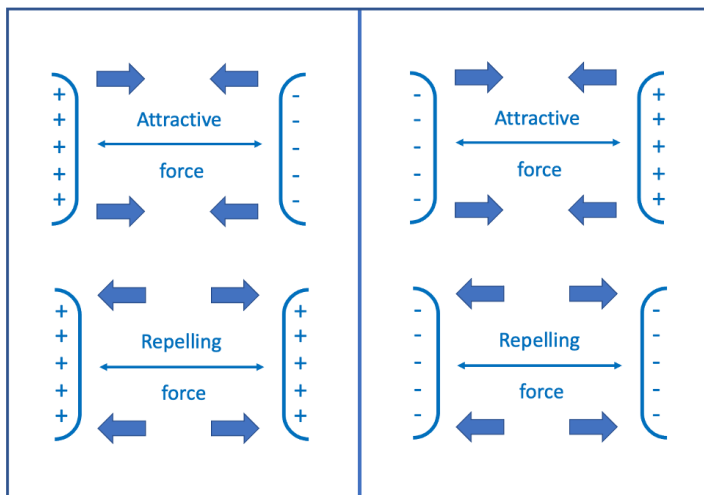 + -
+ Attractive -
+ -
+ force -
+ -
- +
- Attractive +
- +
- force +
- +
+ +
+ Repelling +
+ +
+ force +
+ +
- -
- Repelling -
- -
- force -
- -